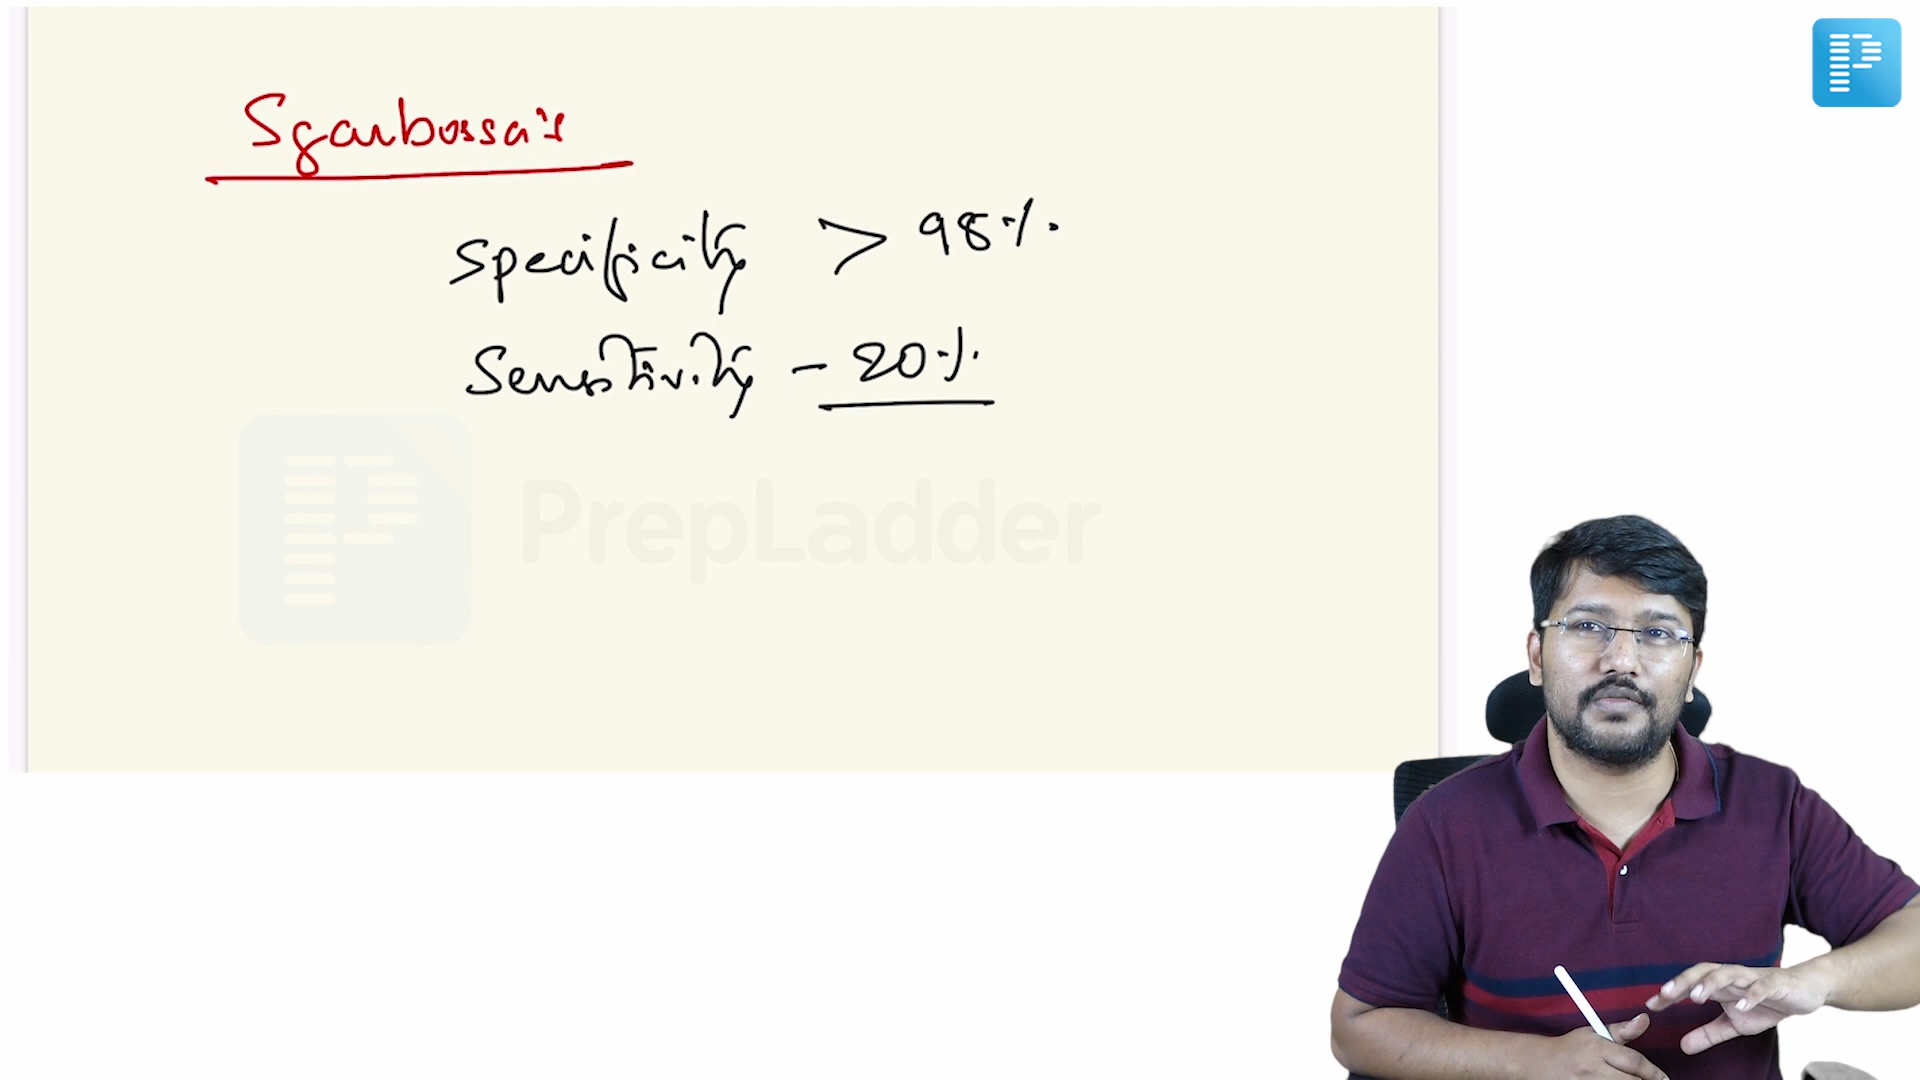 Sgarbossa's
Specificity > 98%.
Sensitivity - 20%
PrepLadder